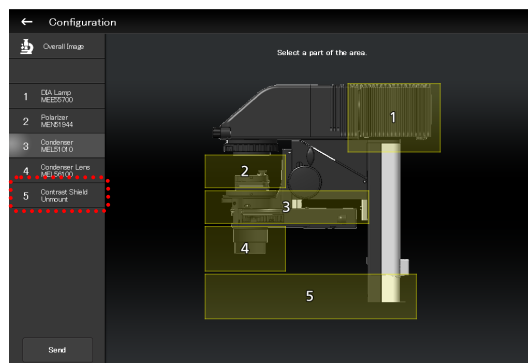 Configuration
Overall Image
Select a part of the area.
1 DIA Lamp
MEE55700
2 Polarizer
MEN51944
3 Condenser
MEL51010
4 Condenser Lens
MEL56100
5 Contrast Shield
Unmount
1
2
3
4
5
Send